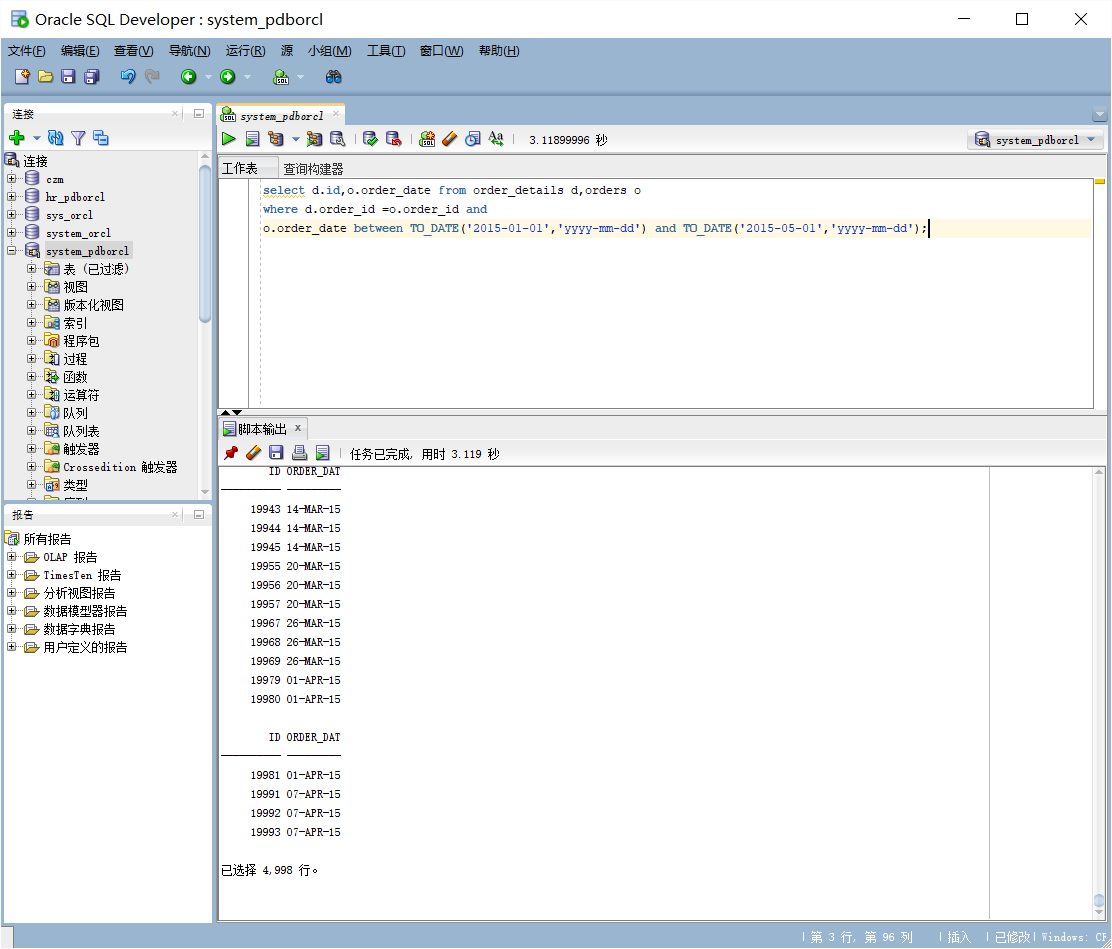 Oracle SQL Developer : system_pdborcl
文件(F) 编辑(E) 查看(V) 导航(N) 运行(R) 源 小组(M) 工具(T) 窗口(W) 帮助(H)
连接
连接
czm
hr_pdborcl
sys_orcl
system_orcl
system_pdborcl
表 (已过滤)
视图
版本化视图
索引
程序包
过程
函数
运算符
队列
队列表
触发器
Crossedition 触发器
类型
报告
所有报告
OLAP 报告
TimesTen 报告
分析视图报告
数据模型器报告
数据字典报告
用户定义的报告
system_pdborcl
3.11899996 秒
system_pdborcl
工作表 查询构建器
select d.id,o.order_date from order_details d,orders o
where d.order_id =o.order_id and
o.order_date between TO_DATE('2015-01-01','yyyy-mm-dd') and TO_DATE('2015-05-01','yyyy-mm-dd');
脚本输出
任务已完成, 用时 3.119 秒
ID ORDER_DAT
19943 14-MAR-15
19944 14-MAR-15
19945 14-MAR-15
19955 20-MAR-15
19956 20-MAR-15
19957 20-MAR-15
19967 26-MAR-15
19968 26-MAR-15
19969 26-MAR-15
19979 01-APR-15
19980 01-APR-15
ID ORDER_DAT
19981 01-APR-15
19991 07-APR-15
19992 07-APR-15
19993 07-APR-15
已选择 4,998 行。
第 3 行, 第 96 列 | 插入 | 已修改 | Windows: CR